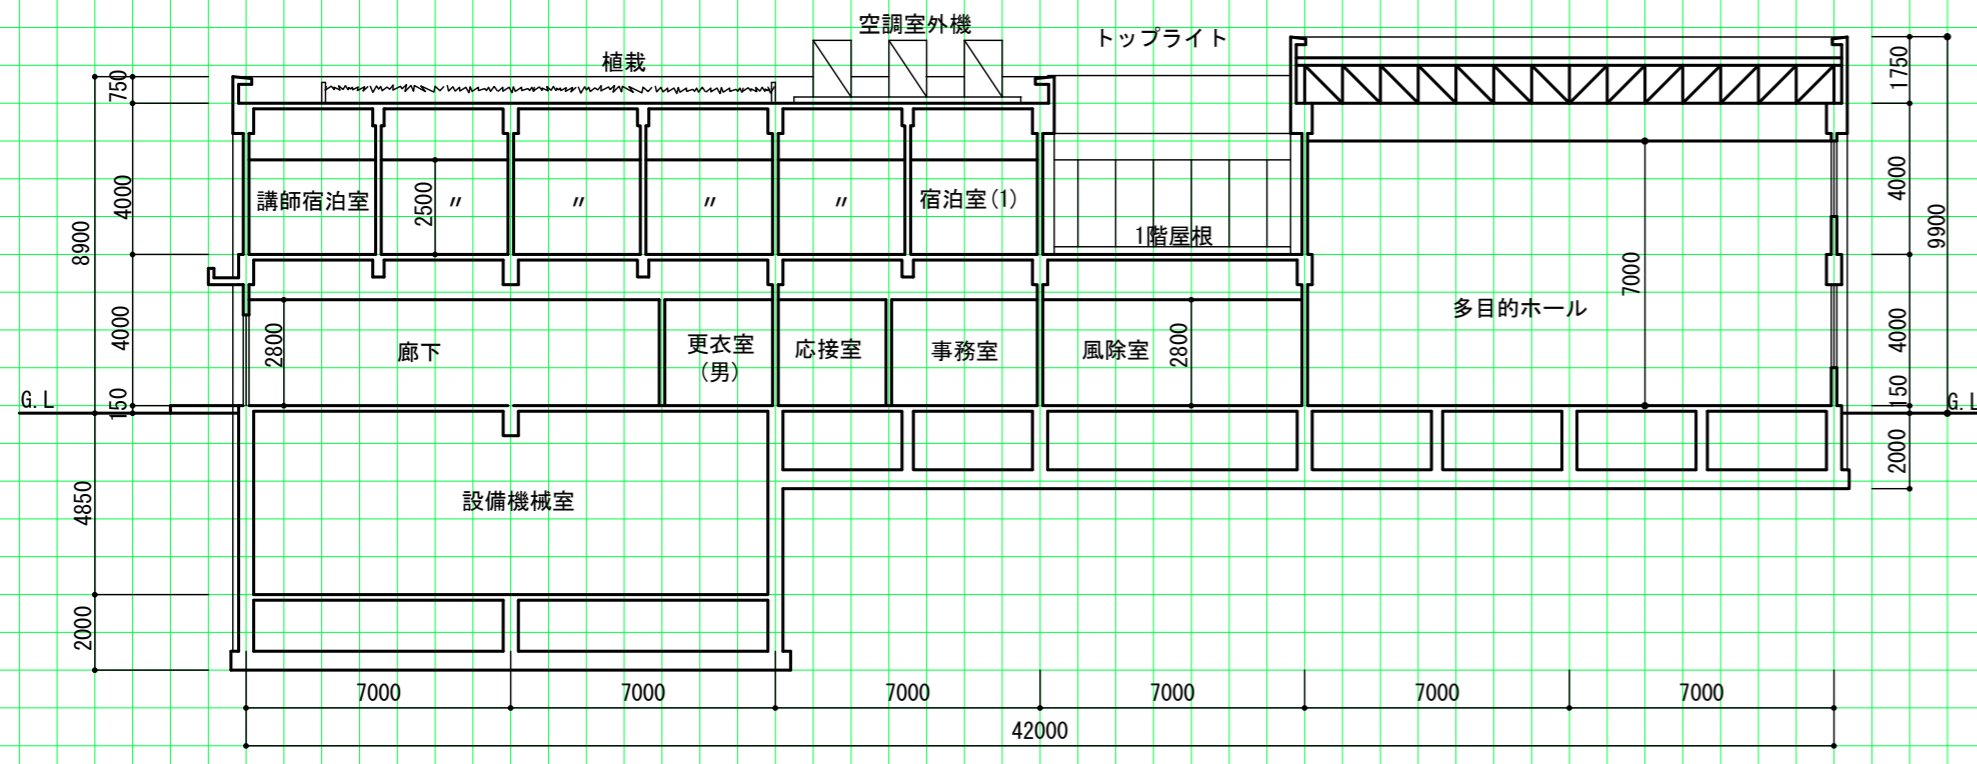 空調室外機
トップライト
植栽
750
1750
講師宿泊室
2500
〃
〃
〃
〃
宿泊室(1)
4000
4000
8900
9900
1階屋根
7000
多目的ホール
4000
4000
2800
廊下
更衣室
(男)
応接室
事務室
風除室
2800
G.L
150
150
G.L
2000
4850
設備機械室
2000
7000
7000
7000
7000
7000
7000
42000